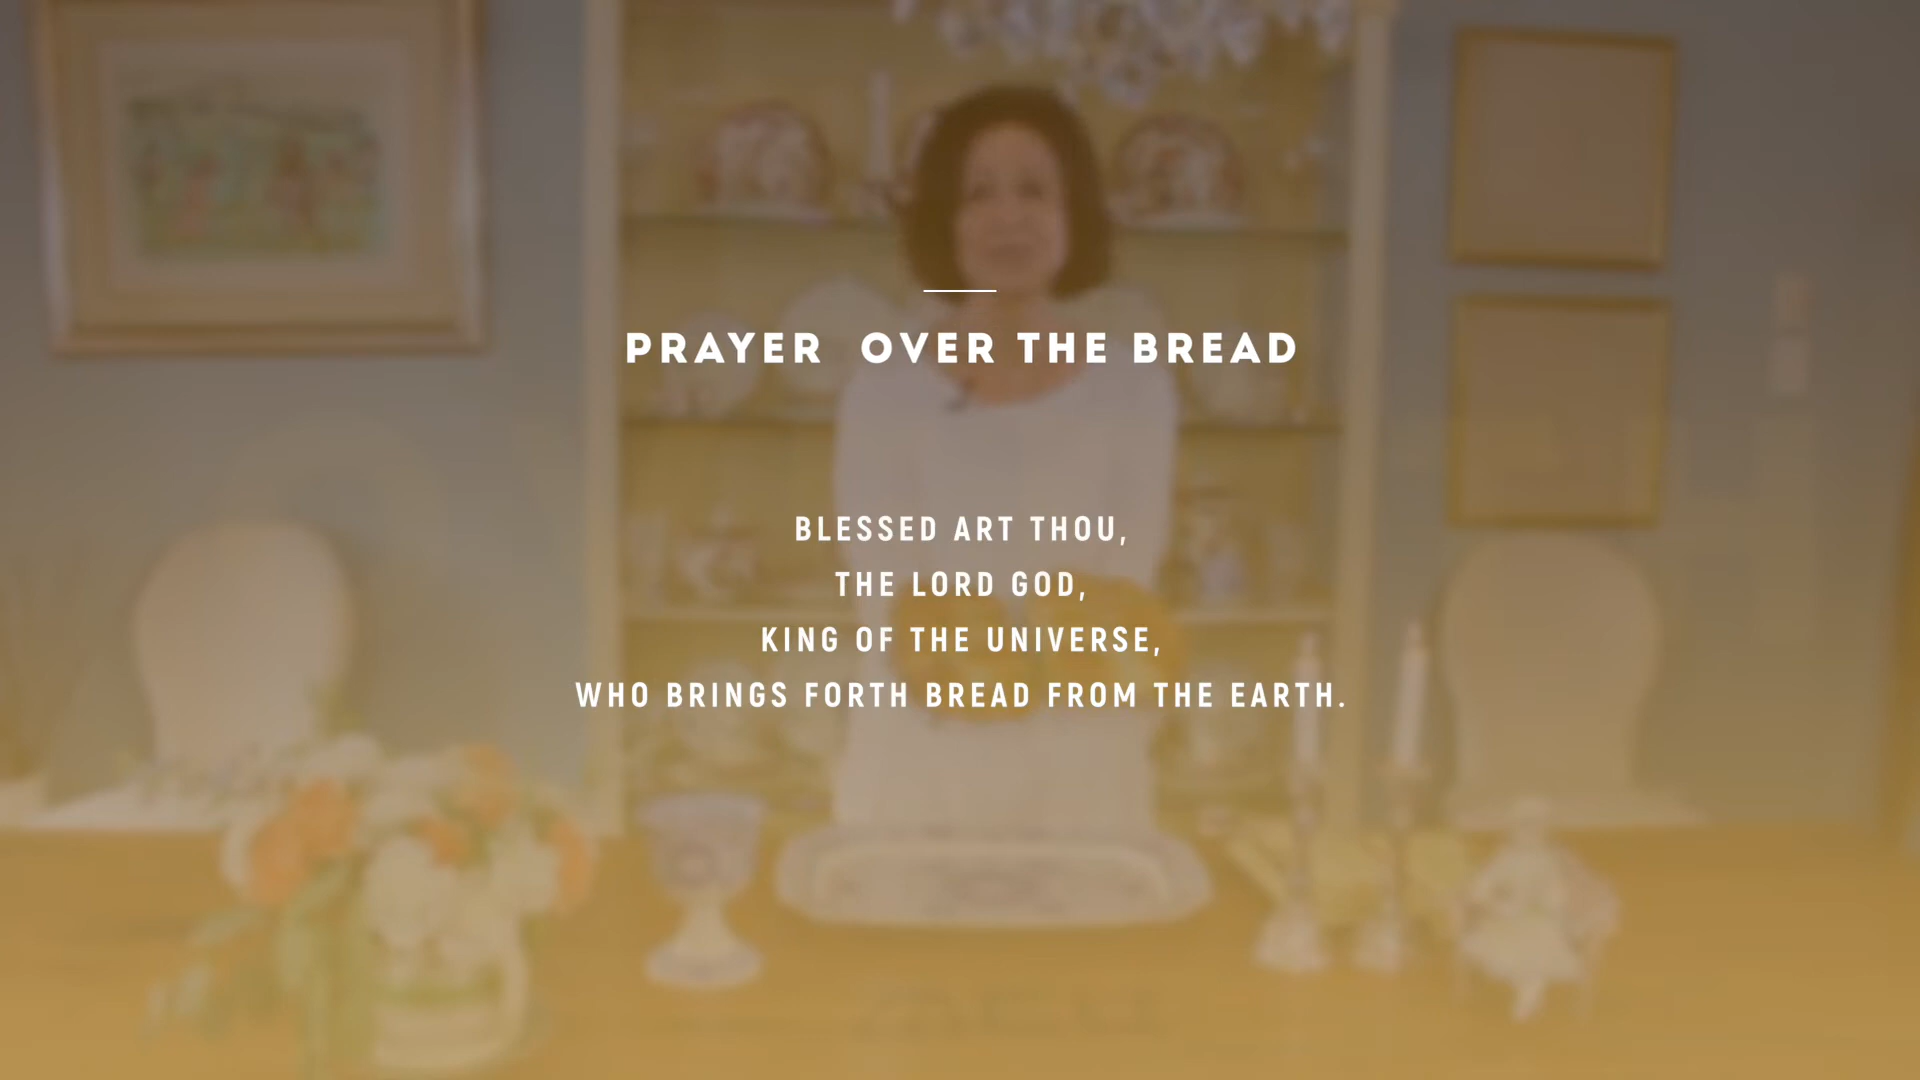 PRAYER OVER THE BREAD
BLESSED ART THOU,
THE LORD GOD,
KING OF THE UNIVERSE,
WHO BRINGS FORTH BREAD FROM THE EARTH.